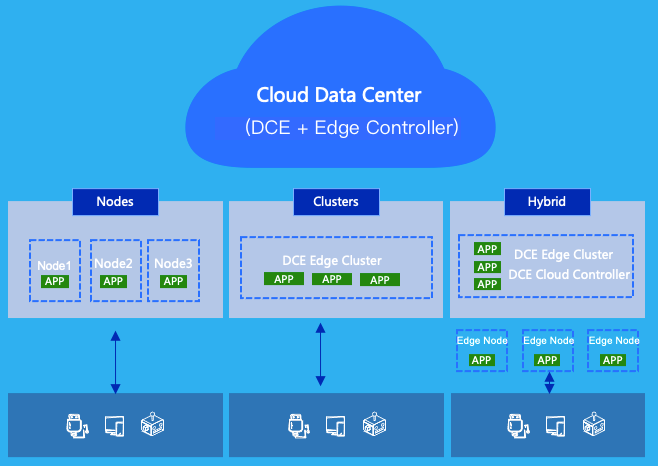 Cloud Data Center
(DCE + Edge Controller)
Nodes
Node1
APP
Node2
APP
Node3
APP
Clusters
DCE Edge Cluster
APP APP APP
Hybrid
APP
DCE Edge Cluster
APP
DCE Cloud Controller
APP
Edge Node
APP
Edge Node
APP
Edge Node
APP